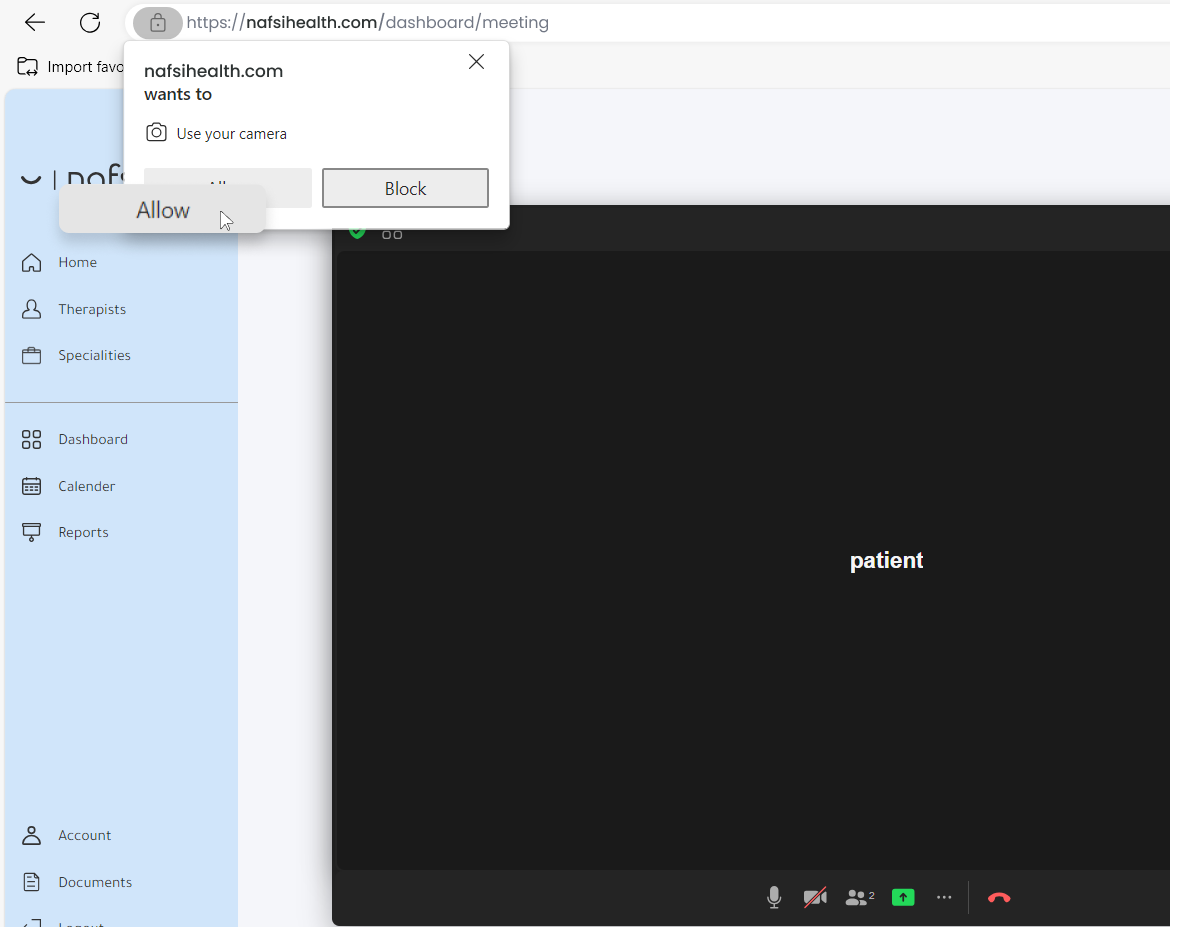 https://nafsihealth.com/dashboard/meeting
Import favo
nafsihealth.com
wants to
Use your camera
Block
Allow
Home
Therapists
Specialities
Dashboard
Calender
Reports
patient
Account
Documents
2